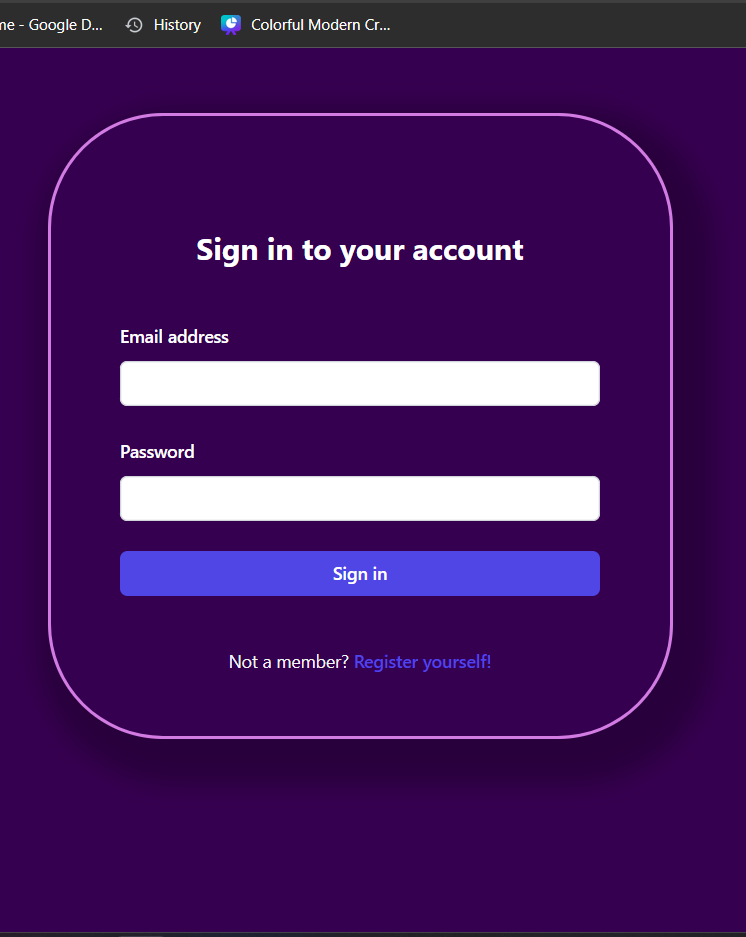 me - Google D... History Colorful Modern Cr...
Sign in to your account
Email address
Password
Sign in
Not a member? Register yourself!